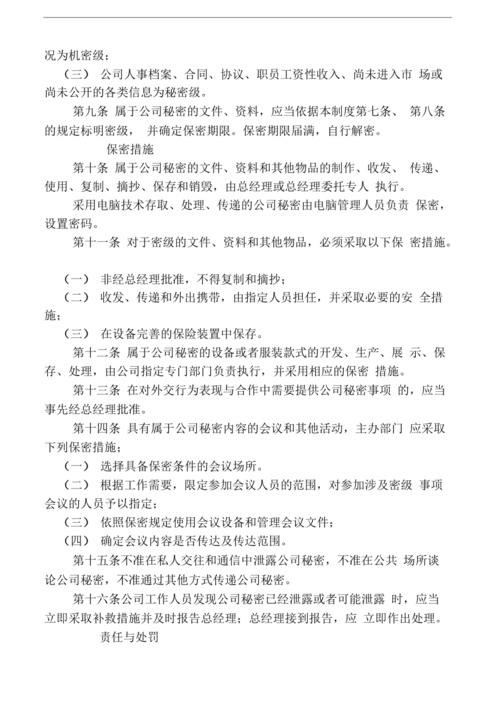 况为机密级；
（三） 公司人事档案、合同、协议、职员工资性收入、尚未进入市 场或
尚未公开的各类信息为秘密级。
第九条 属于公司秘密的文件、资料，应当依据本制度第七条、 第八条
的规定标明密级， 并确定保密期限。保密期限届满，自行解密。
保密措施
第十条 属于公司秘密的文件、资料和其他物品的制作、收发、 传递、
使用、复制、摘抄、保存和销毁，由总经理或总经理委托专人 执行。
采用电脑技术存取、处理、传递的公司秘密由电脑管理人员负责 保密，
设置密码。
第十一条 对于密级的文件、资料和其他物品，必须采取以下保 密措施。
（一） 非经总经理批准，不得复制和摘抄；
（二） 收发、传递和外出携带，由指定人员担任，并采取必要的安 全措
施；
（三） 在设备完善的保险装置中保存。
第十二条 属于公司秘密的设备或者服装款式的开发、生产、展 示、保
存、处理，由公司指定专门部门负责执行，并采用相应的保密 措施。
第十三条 在对外交行为表现与合作中需要提供公司秘密事项 的，应当
事先经总经理批准。
第十四条 具有属于公司秘密内容的会议和其他活动，主办部门 应采取
下列保密措施；
（一） 选择具备保密条件的会议场所。
（二） 根据工作需要，限定参加会议人员的范围，对参加涉及密级 事项
会议的人员予以指定；
（三） 依照保密规定使用会议设备和管理会议文件；
（四） 确定会议内容是否传达及传达范围。
第十五条不准在私人交往和通信中泄露公司秘密，不准在公共 场所谈
论公司秘密，不准通过其他方式传递公司秘密。
第十六条公司工作人员发现公司秘密已经泄露或者可能泄露 时，应当
立即采取补救措施并及时报告总经理；总经理接到报告，应 立即作出处理。
责任与处罚